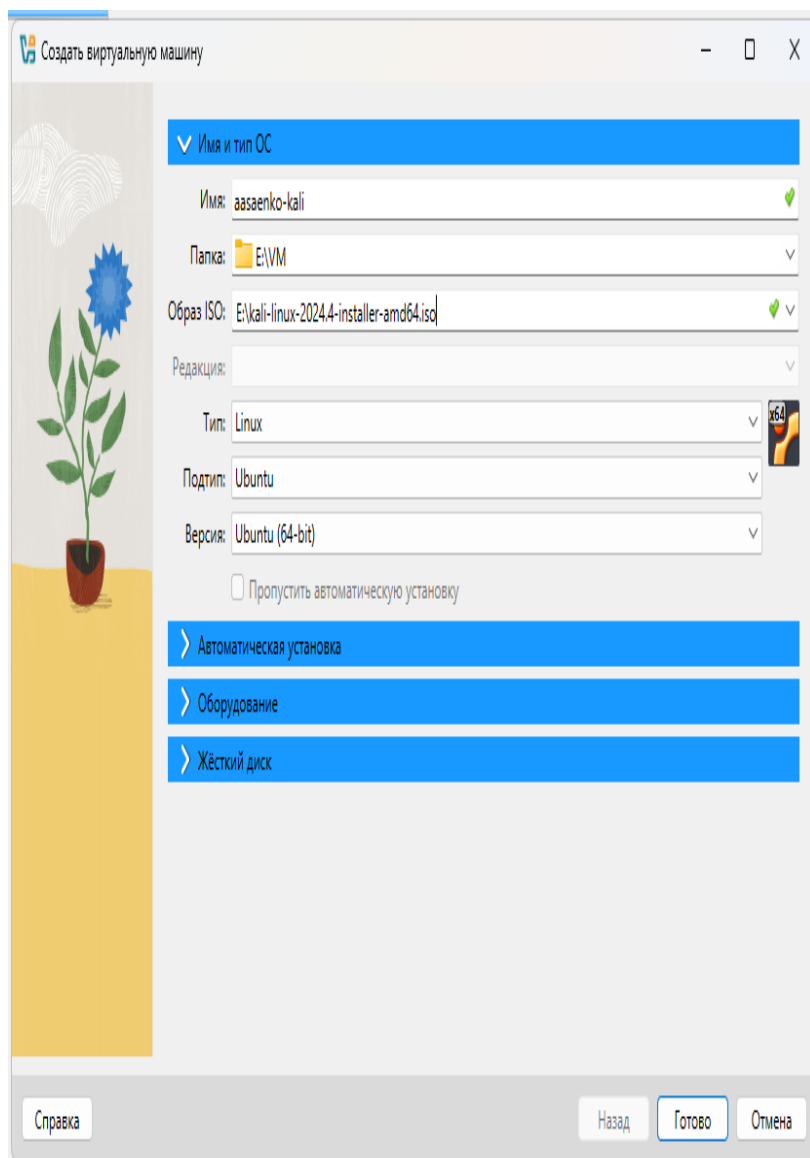 Создать виртуальную машину
Имя и тип ОС
Имя: aasaenko-kali
Папка: E:\VM
Образ ISO: E:\kali-linux-2024.4-installer-amd64.iso
Редакция:
Тип: Linux
x64
Подтип: Ubuntu
Версия: Ubuntu (64-bit)
Пропустить автоматическую установку
Автоматическая установка
Оборудование
Жёсткий диск
Справка Назад Готово Отмена